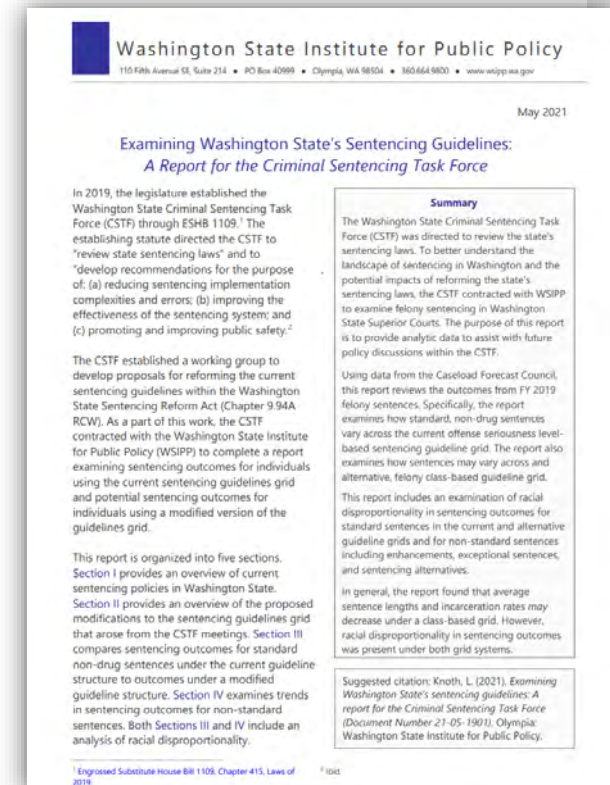 Washington State Institute for Public Policy
110 Fifth Avenue SE, Suite 214 • PO Box 40999 • Olympia, WA 98504 • 360.664.9800 • www.wsipp.wa.gov
May 2021
Examining Washington State's Sentencing Guidelines:
A Report for the Criminal Sentencing Task Force
In 2019, the legislature established the
Washington State Criminal Sentencing Task
Force (CSTF) through ESHB 1109.¹ The
establishing statute directed the CSTF to
"review state sentencing laws" and to
"develop recommendations for the purpose
of: (a) reducing sentencing implementation
complexities and errors; (b) improving the
effectiveness of the sentencing system; and
(c) promoting and improving public safety.²
The CSTF established a working group to
develop proposals for reforming the current
sentencing guidelines within the Washington
State Sentencing Reform Act (Chapter 9.94A
RCW). As a part of this work, the CSTF
contracted with the Washington State Institute
for Public Policy (WSIPP) to complete a report
examining sentencing outcomes for individuals
using the current sentencing guidelines grid
and potential sentencing outcomes for
individuals using a modified version of the
guidelines grid.
This report is organized into five sections.
Section I provides an overview of current
sentencing policies in Washington State.
Section II provides an overview of the proposed
modifications to the sentencing guidelines grid
that arose from the CSTF meetings. Section III
compares sentencing outcomes for standard
non-drug sentences under the current guideline
structure to outcomes under a modified
guideline structure. Section IV examines trends
in sentencing outcomes for non-standard
sentences. Both Sections III and IV include an
analysis of racial disproportionality.
Summary
The Washington State Criminal Sentencing Task
Force (CSTF) was directed to review the state's
sentencing laws. To better understand the
landscape of sentencing in Washington and the
potential impacts of reforming the state's
sentencing laws, the CSTF contracted with WSIPP
to examine felony sentencing in Washington
State Superior Courts. The purpose of this report
is to provide analytic data to assist with future
policy discussions within the CSTF.
Using data from the Caseload Forecast Council,
this report reviews the outcomes from FY 2019
felony sentences. Specifically, the report
examines how standard, non-drug sentences
vary across the current offense seriousness level-
based sentencing guideline grid. The report also
examines how sentences may vary across and
alternative, felony class-based guideline grid.
This report includes an examination of racial
disproportionality in sentencing outcomes for
standard sentences in the current and alternative
guideline grids and for non-standard sentences
including enhancements, exceptional sentences,
and sentencing alternatives.
In general, the report found that average
sentence lengths and incarceration rates may
decrease under a class-based grid. However,
racial disproportionality in sentencing outcomes
was present under both grid systems.
Suggested citation: Knoth, L. (2021). Examining
Washington State's sentencing guidelines: A
report for the Criminal Sentencing Task Force
(Document Number 21-05-1901). Olympia:
Washington State Institute for Public Policy.
¹ Engrossed Substitute House Bill 1109, Chapter 415, Laws of
2019.
² Ibid.